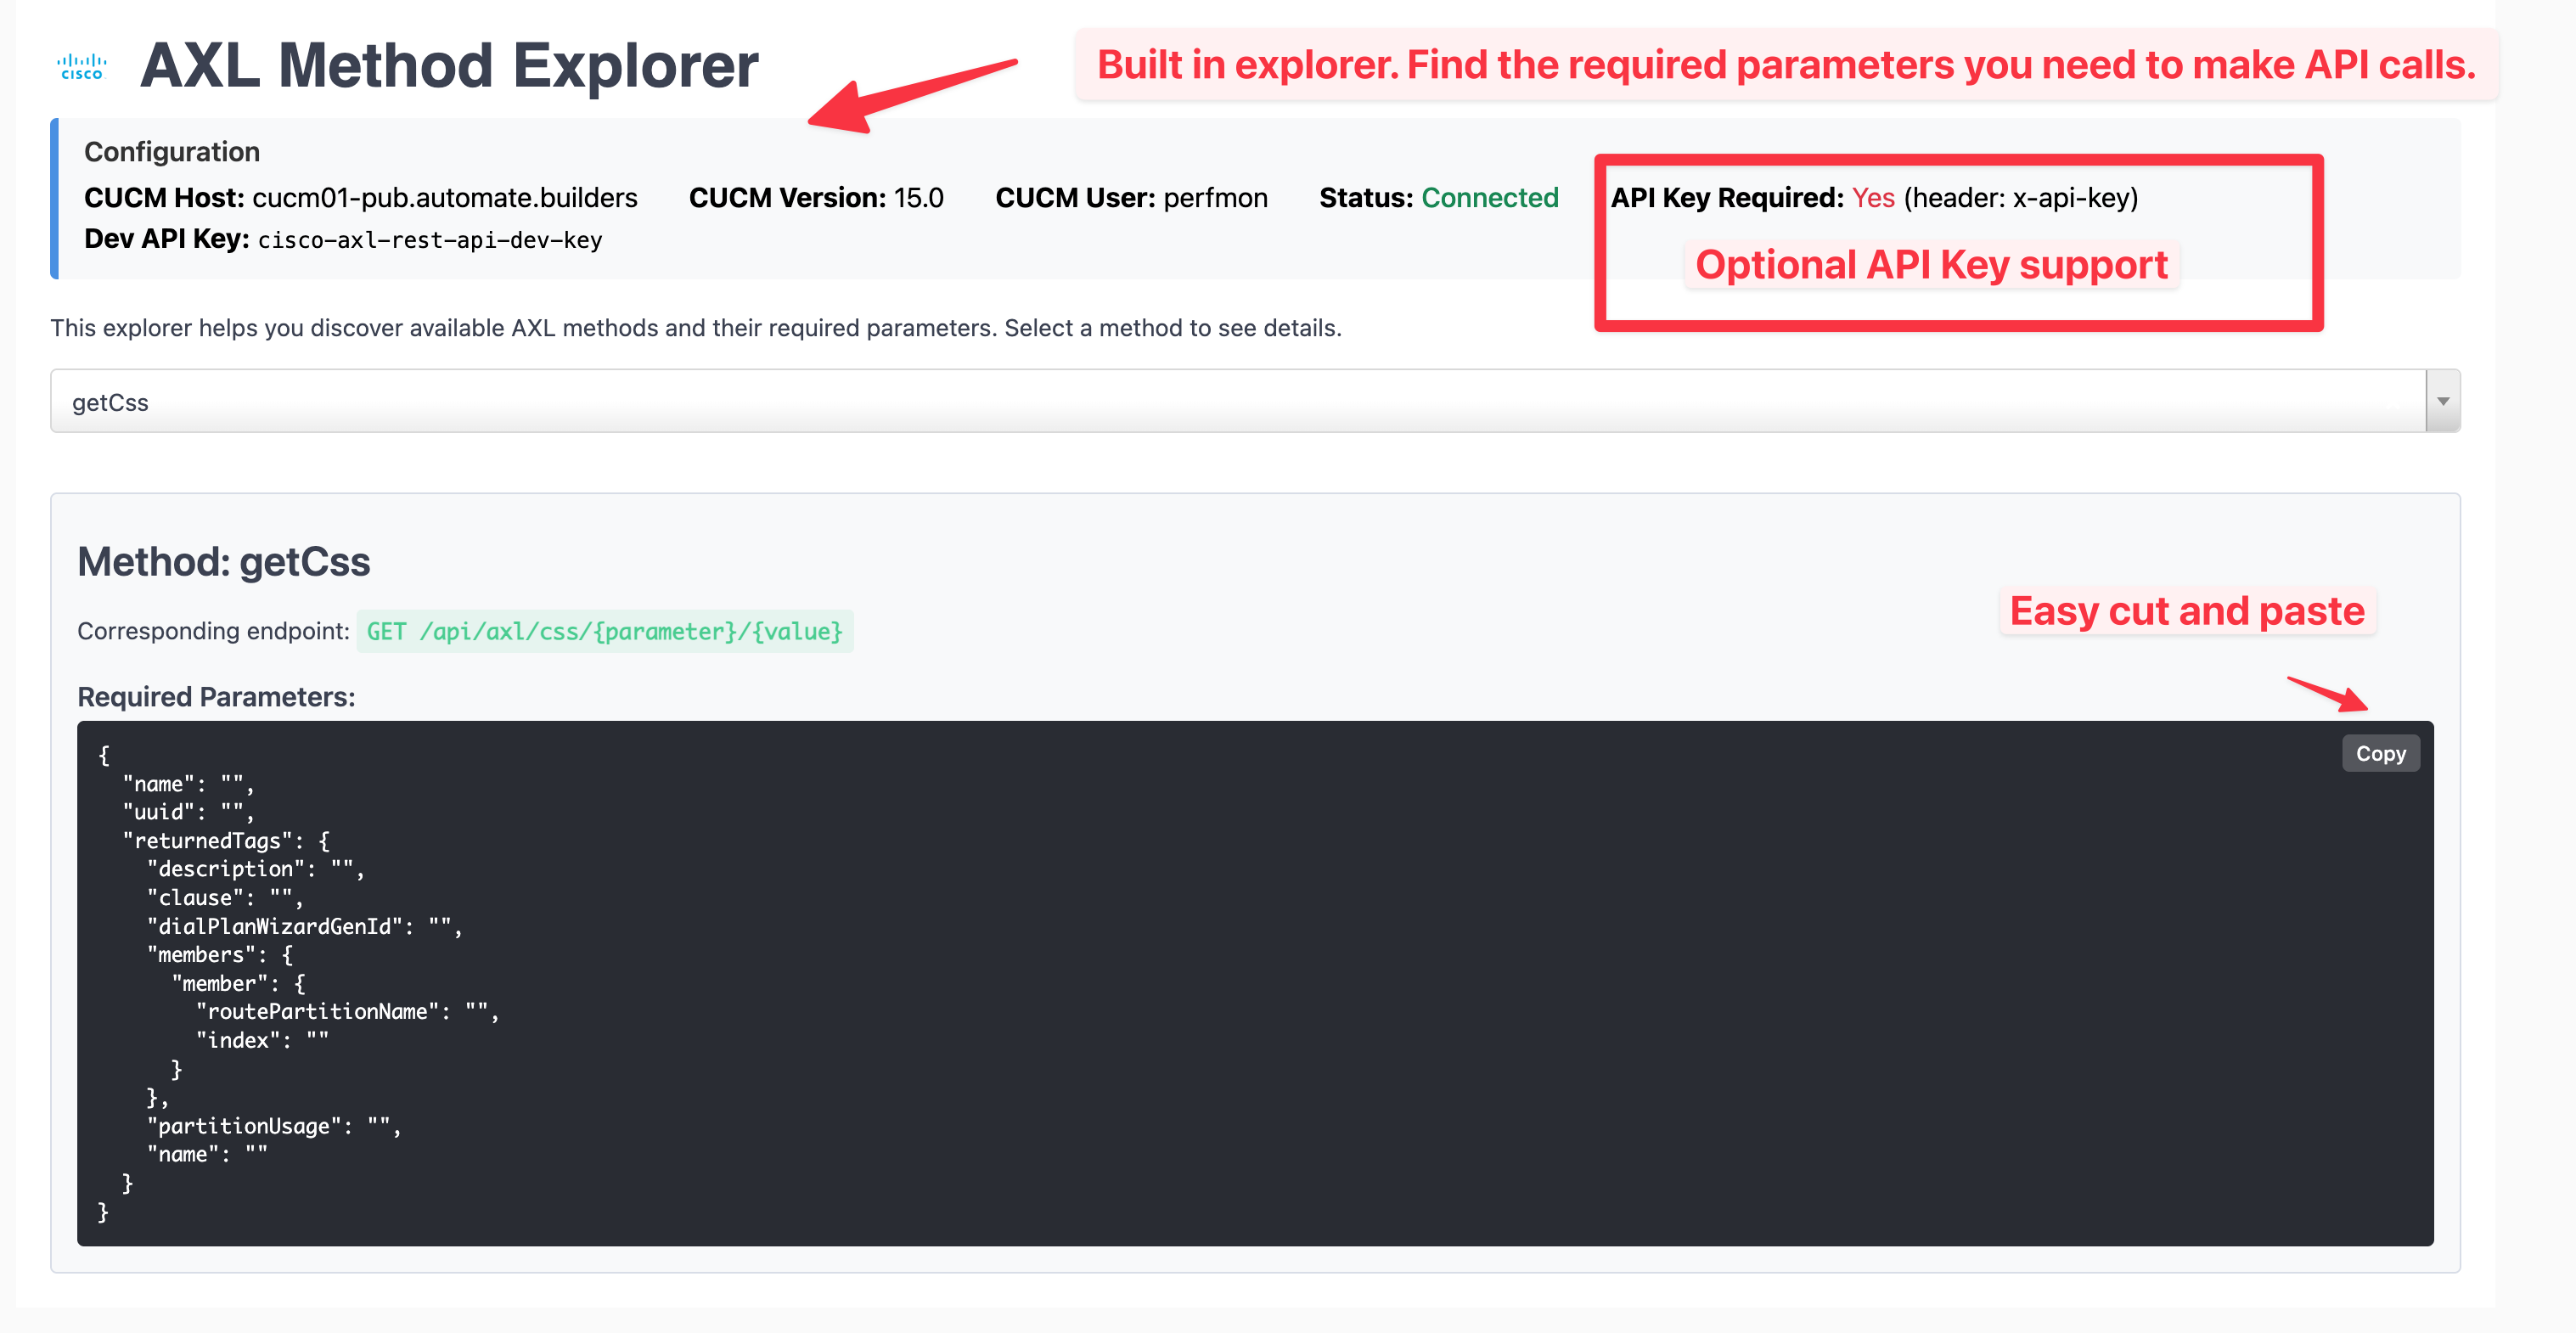 CISCO
AXL Method Explorer
Built in explorer. Find the required parameters you need to make API calls.
Configuration
CUCM Host: cucm01-pub.automate.builders CUCM Version: 15.0 CUCM User: perfmon Status: Connected API Key Required: Yes (header: x-api-key)
Dev API Key: cisco-axl-rest-api-dev-key
Optional API Key support
This explorer helps you discover available AXL methods and their required parameters. Select a method to see details.
getCss
Method: getCss
Corresponding endpoint: GET /api/axl/css/{parameter}/{value}
Easy cut and paste
Required Parameters:
Copy
{
  "name": "",
  "uuid": "",
  "returnedTags": {
    "description": "",
    "clause": "",
    "dialPlanWizardGenId": "",
    "members": {
      "member": {
        "routePartitionName": "",
        "index": ""
      }
    },
    "partitionUsage": "",
    "name": ""
  }
}